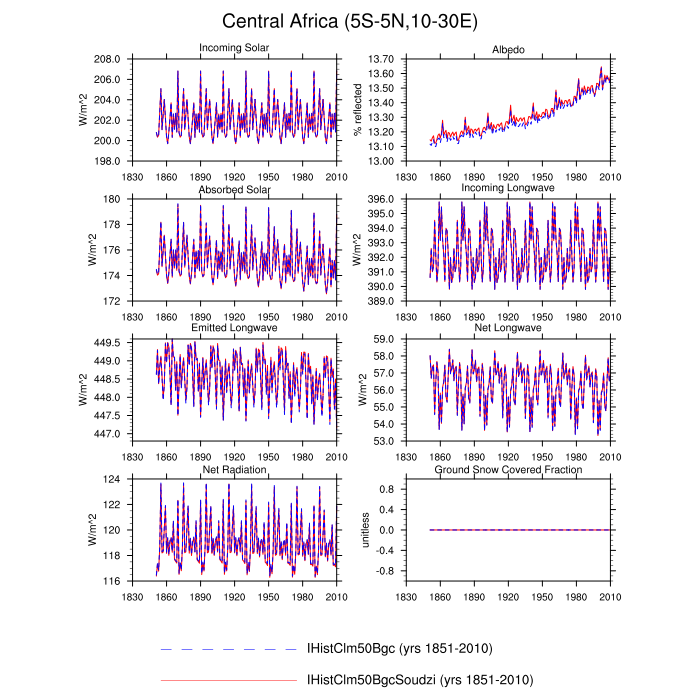 Central Africa (5S-5N,10-30E)
Incoming Solar
Albedo
208.0
206.0
204.0
202.0
200.0
198.0
W/m^2
1830 1860 1890 1920 1950 1980 2010
13.70
13.60
13.50
13.40
13.30
13.20
13.10
13.00
% reflected
1830 1860 1890 1920 1950 1980 2010
Absorbed Solar
Incoming Longwave
180
178
176
174
172
W/m^2
1830 1860 1890 1920 1950 1980 2010
396.0
395.0
394.0
393.0
392.0
391.0
390.0
389.0
W/m^2
1830 1860 1890 1920 1950 1980 2010
Emitted Longwave
Net Longwave
449.5
449.0
448.5
448.0
447.5
447.0
W/m^2
1830 1860 1890 1920 1950 1980 2010
59.0
58.0
57.0
56.0
55.0
54.0
53.0
W/m^2
1830 1860 1890 1920 1950 1980 2010
Net Radiation
Ground Snow Covered Fraction
124
122
120
118
116
W/m^2
1830 1860 1890 1920 1950 1980 2010
0.8
0.4
0.0
-0.4
-0.8
unitless
1830 1860 1890 1920 1950 1980 2010
IHistClm50Bgc (yrs 1851-2010)
IHistClm50BgcSoudzi (yrs 1851-2010)